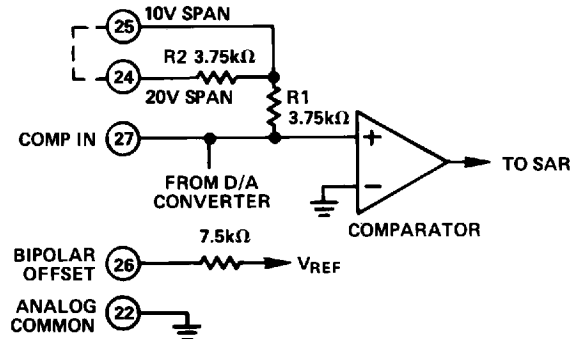 25 10V SPAN
R2 3.75kΩ
24
20V SPAN
R1
3.75kΩ
COMP IN 27
+
−
TO SAR
FROM D/A
CONVERTER
COMPARATOR
7.5kΩ
BIPOLAR
OFFSET
26
VREF
ANALOG
COMMON
22